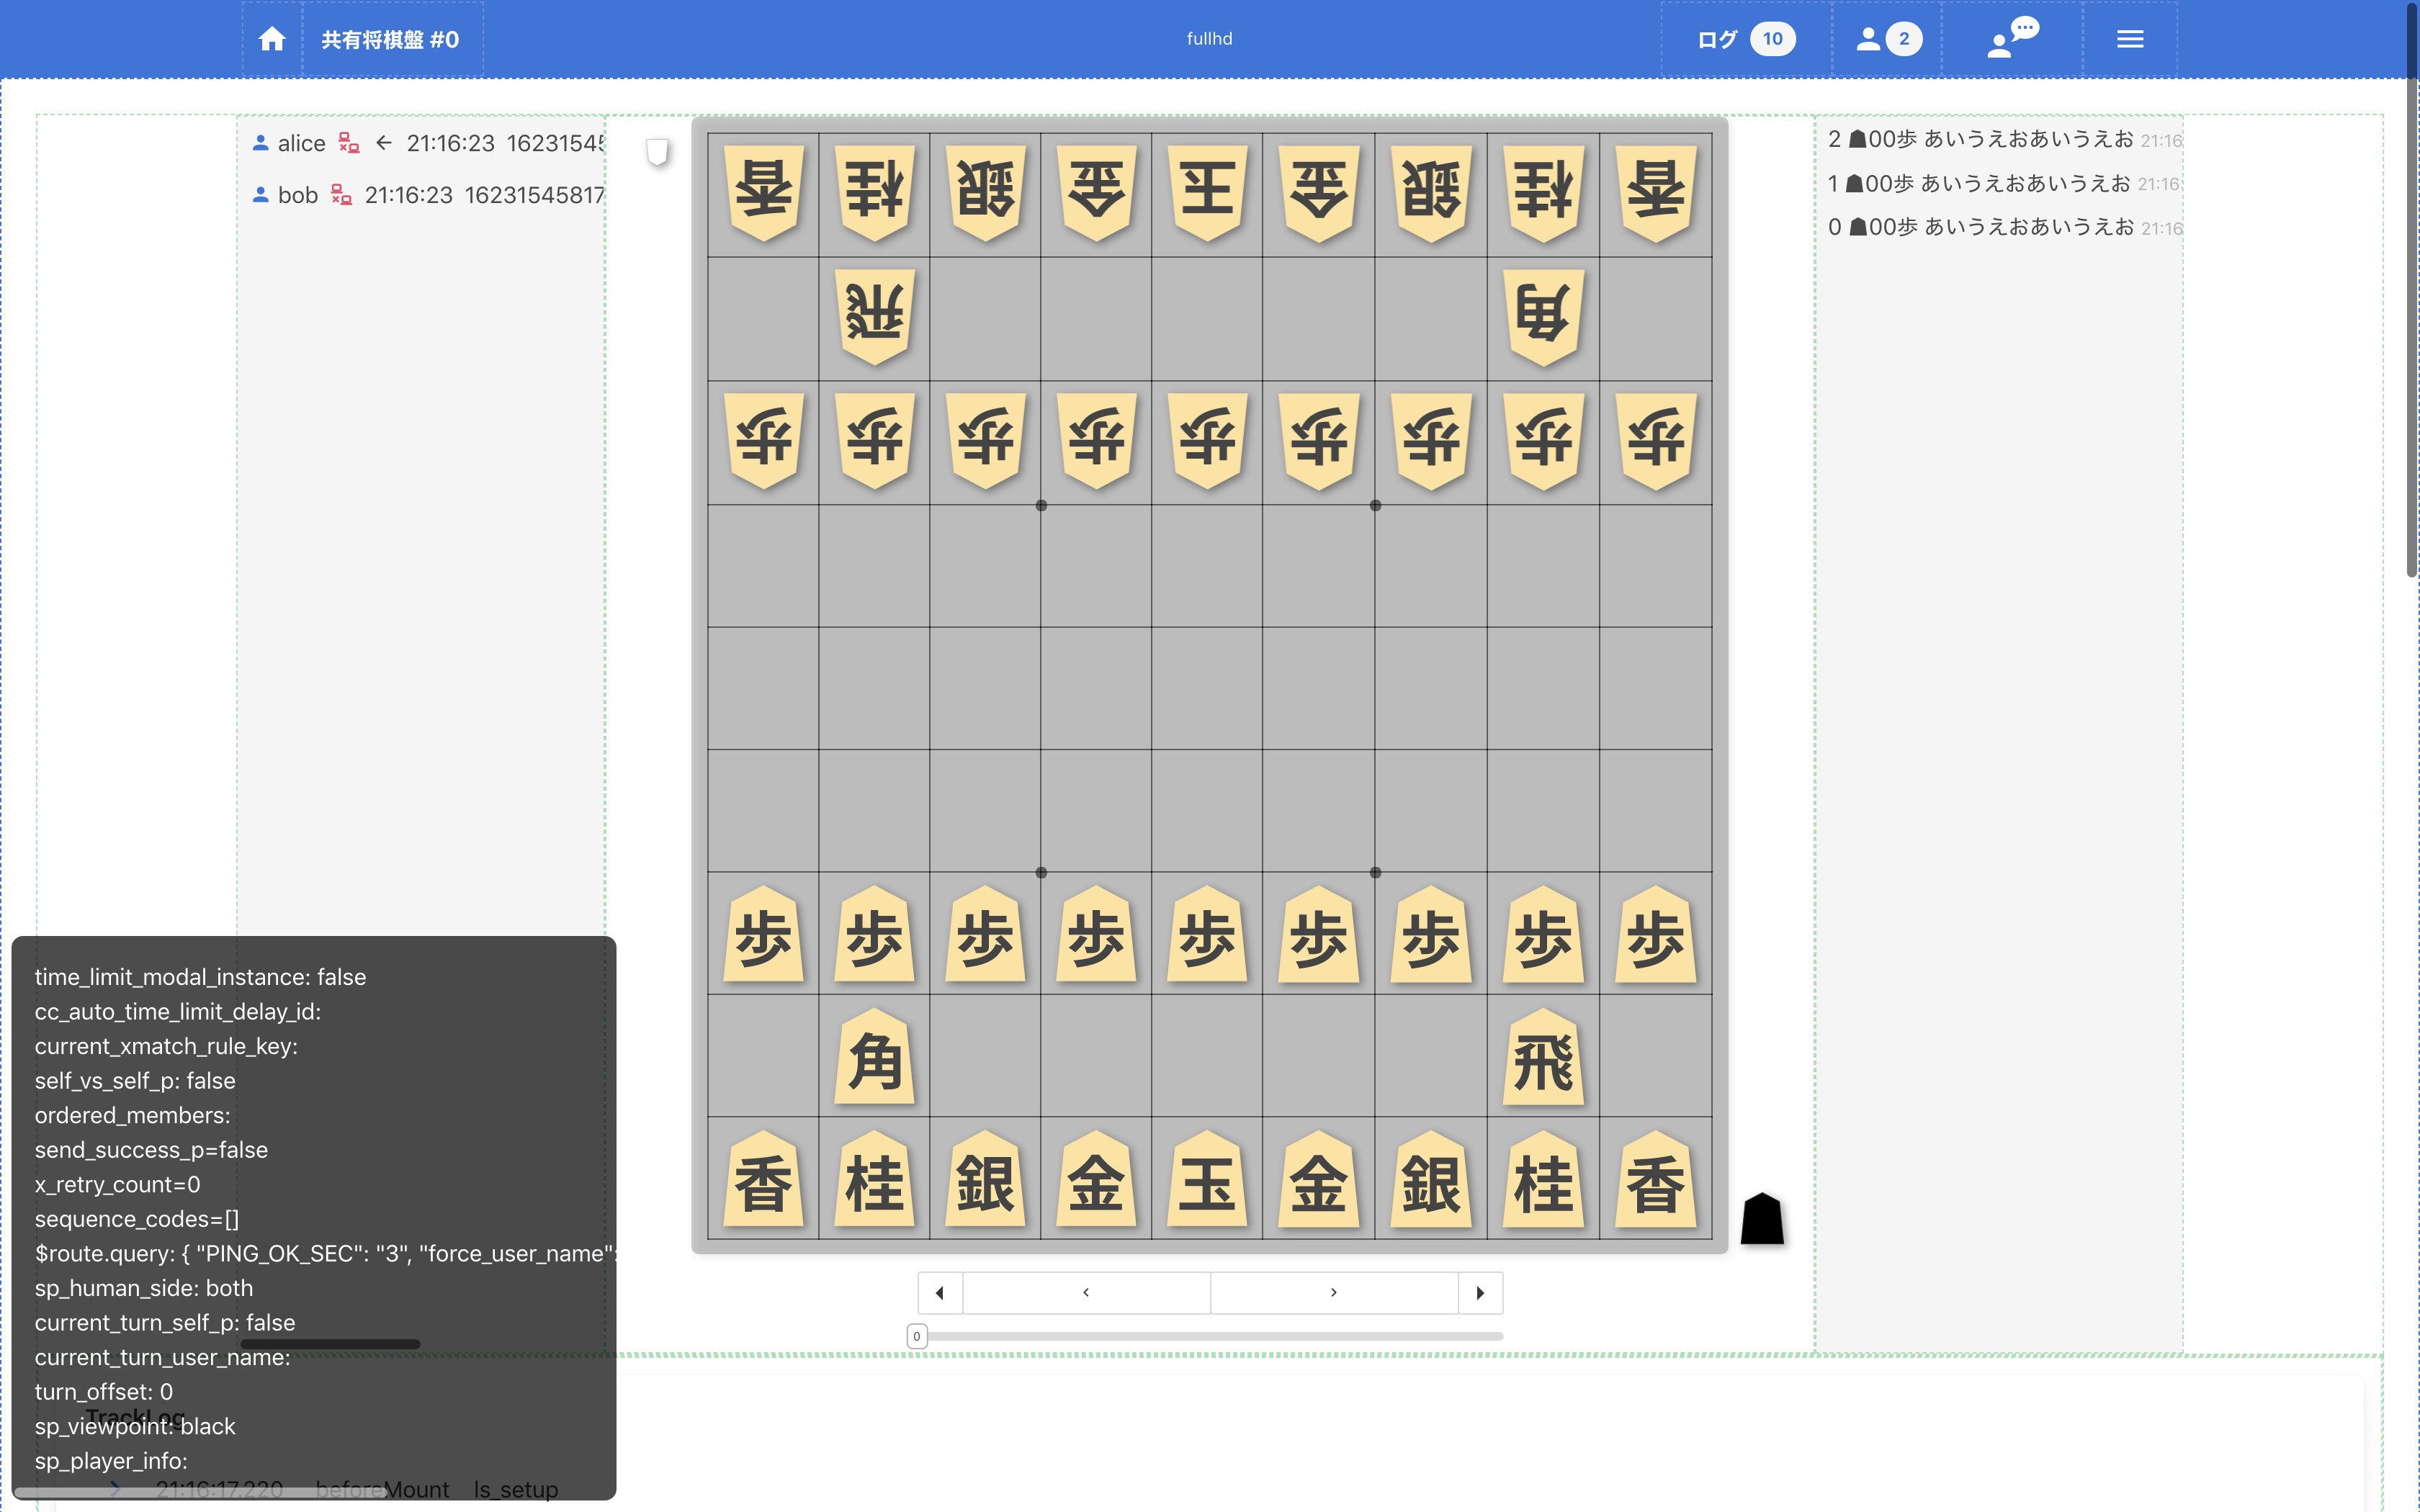 共有将棋盤 #0
fullhd
ログ 10
2
alice ← 21:16:23 16231545
bob 21:16:23 16231545817
2 ☗00歩 あいうえおあいうえお 21:16
1 ☗00歩 あいうえおあいうえお 21:16
0 ☗00歩 あいうえおあいうえお 21:16
香 桂 銀 金 玉 金 銀 桂 香
飛 角
歩 歩 歩 歩 歩 歩 歩 歩 歩
歩 歩 歩 歩 歩 歩 歩 歩 歩
角 飛
香 桂 銀 金 玉 金 銀 桂 香
0
time_limit_modal_instance: false
cc_auto_time_limit_delay_id:
current_xmatch_rule_key:
self_vs_self_p: false
ordered_members:
send_success_p=false
x_retry_count=0
sequence_codes=[]
$route.query: { "PING_OK_SEC": "3", "force_user_name":
sp_human_side: both
current_turn_self_p: false
current_turn_user_name:
turn_offset: 0
TrackLog
sp_viewpoint: black
sp_player_info:
21:16:17.220 beforeMount ls_setup